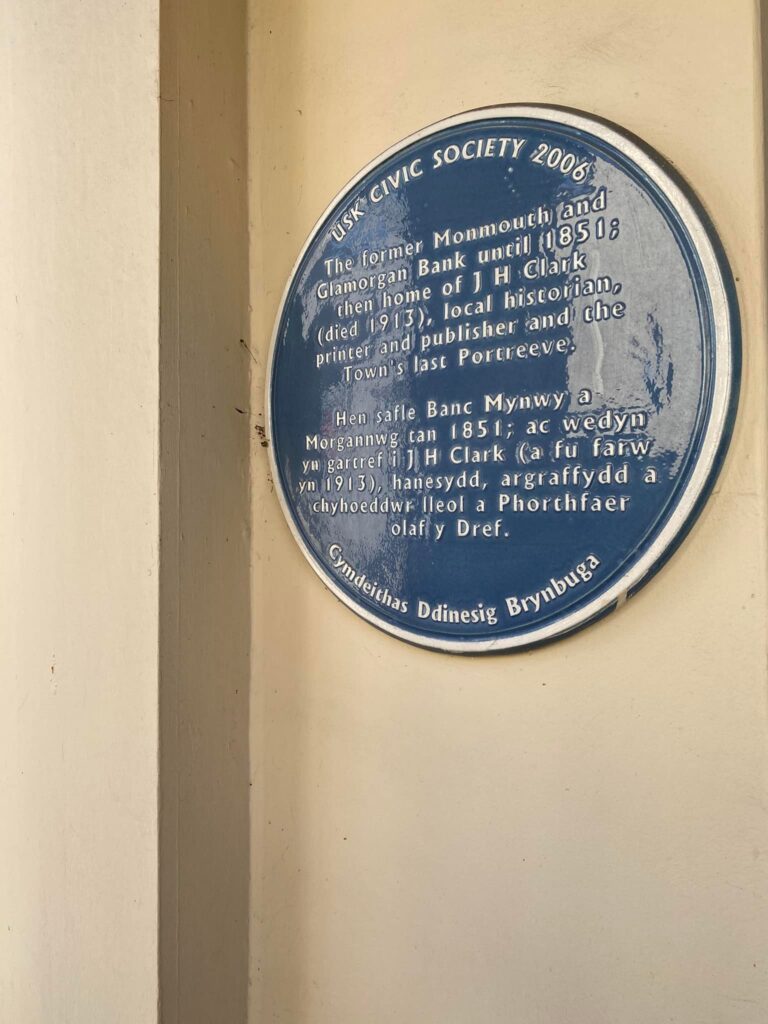 USK CIVIC SOCIETY 2006
The former Monmouth and
Glamorgan Bank until 1851;
then home of J H Clark
(died 1913), local historian,
printer and publisher and the
Town's last Portreeve.
Hen safle Banc Mynwy a
Morgannwg tan 1851; ac wedyn
yn gartref i J H Clark (a fu farw
yn 1913), hanesydd, argraffydd a
chyhoeddwr lleol a Phorthfaer
olaf y Dref.
Cymdeithas Ddinesig Brynbuga